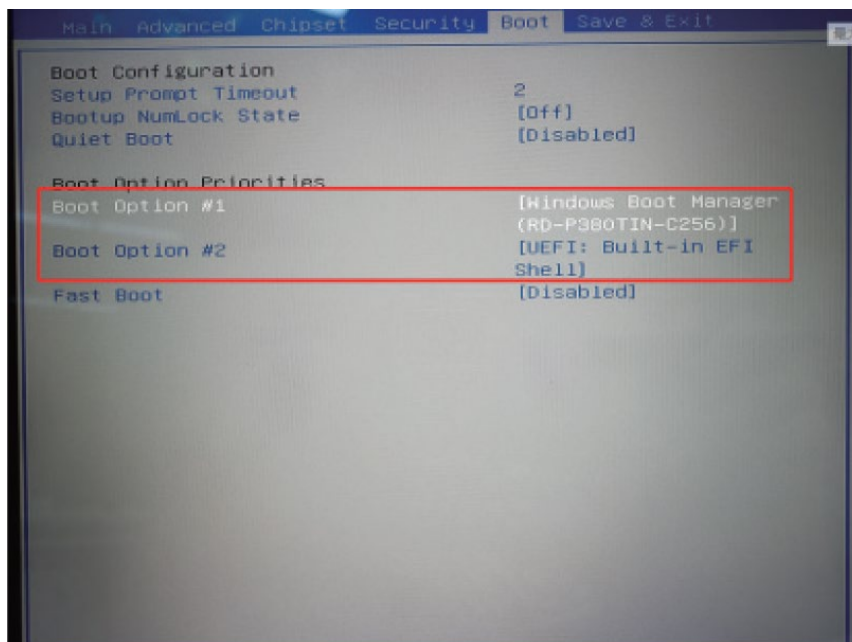 Main Advanced Chipset Security Boot Save & Exit
Boot Configuration
Setup Prompt Timeout 2
Bootup NumLock State [Off]
Quiet Boot [Disabled]
Boot Option Priorities
Boot Option #1 [Windows Boot Manager
(RD-P380TIN-C256)]
Boot Option #2 [UEFI: Built-in EFI
Shell]
Fast Boot [Disabled]